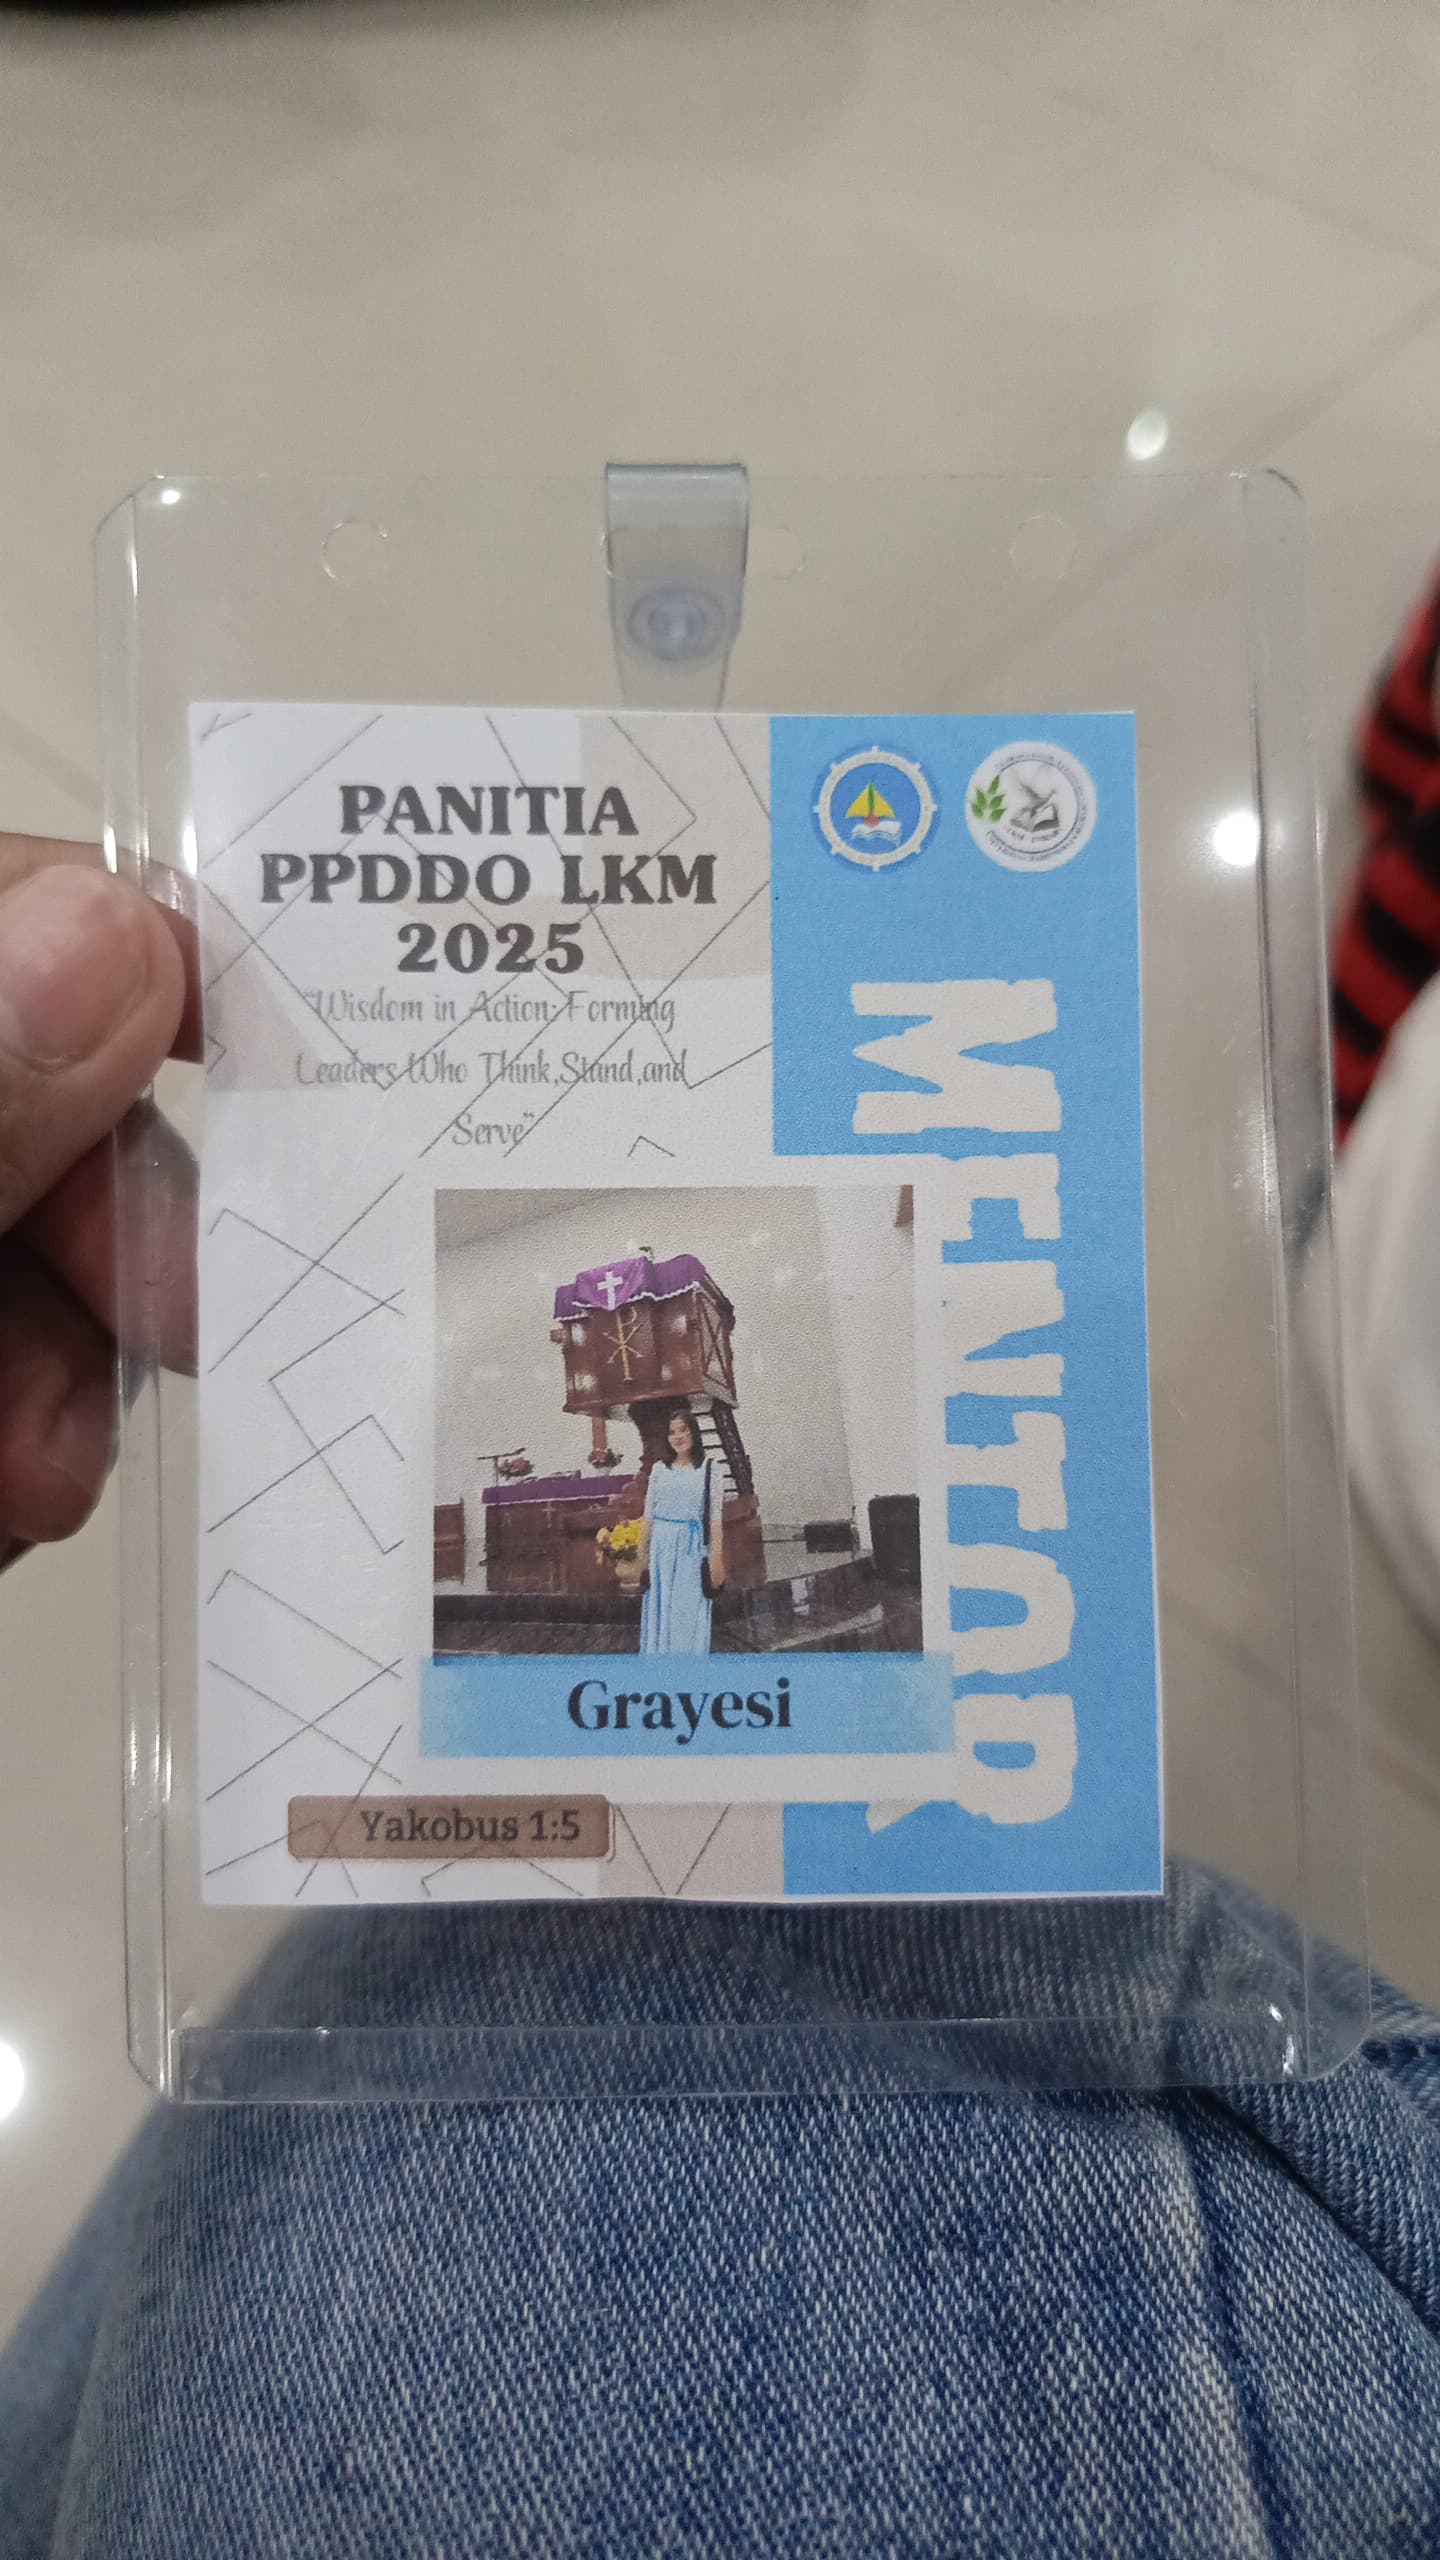 PANITIA
PPDDO LKM
2025
"Wisdom in Action: Forming
Leaders Who Think,Stand,and
Serve"
MENTOR
Grayesi
Yakobus 1:5